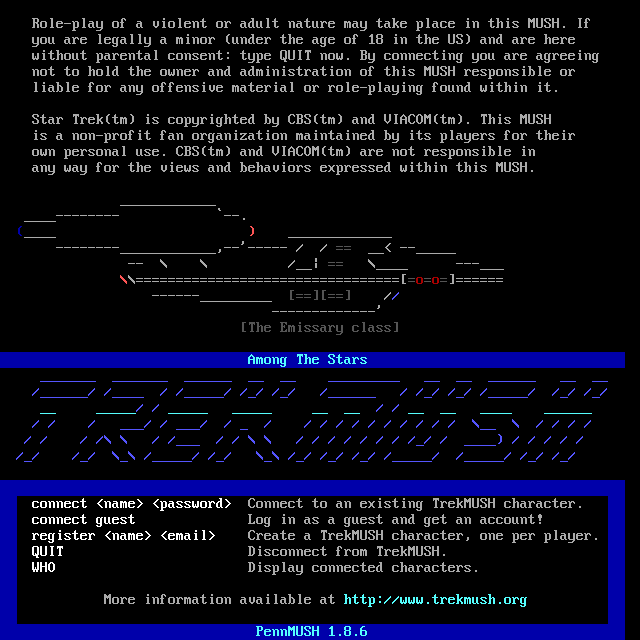 Role-play of a violent or adult nature may take place in this MUSH. If
you are legally a minor (under the age of 18 in the US) and are here
without parental consent: type QUIT now. By connecting you are agreeing
not to hold the owner and administration of this MUSH responsible or
liable for any offensive material or role-playing found within it.
Star Trek(tm) is copyrighted by CBS(tm) and VIACOM(tm). This MUSH
is a non-profit fan organization maintained by its players for their
own personal use. CBS(tm) and VIACOM(tm) are not responsible in
any way for the views and behaviors expressed within this MUSH.
[The Emissary class]
Among The Stars
TREKMUSH
connect <name> <password> Connect to an existing TrekMUSH character.
connect guest Log in as a guest and get an account!
register <name> <email> Create a TrekMUSH character, one per player.
QUIT Disconnect from TrekMUSH.
WHO Display connected characters.
More information available at http://www.trekmush.org
PennMUSH 1.8.6